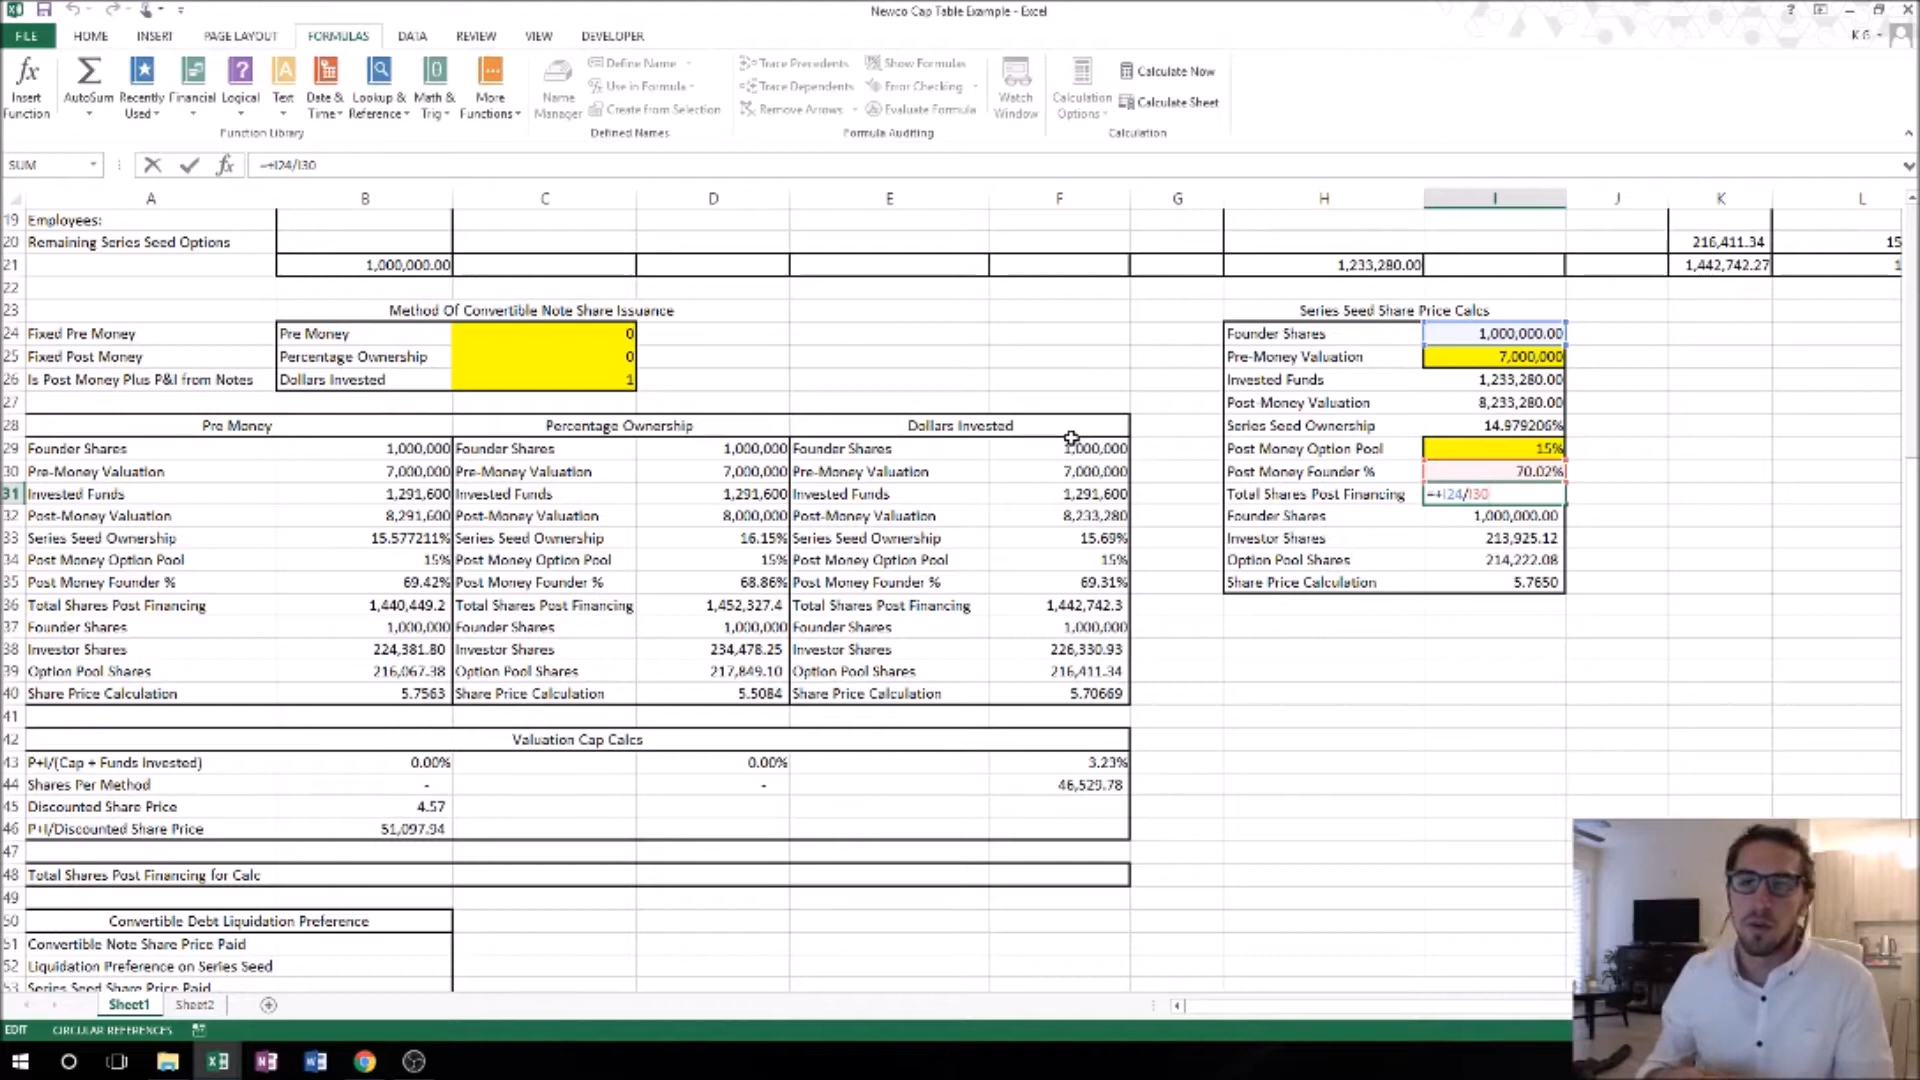 Newco Cap Table Example - Excel
K G
FILE HOME INSERT PAGE LAYOUT FORMULAS DATA REVIEW VIEW DEVELOPER
Insert Function
AutoSum
Recently Used
Financial
Logical
Text
Date & Time
Lookup & Reference
Math & Trig
More Functions
Function Library
Name Manager
Define Name
Use in Formula
Create from Selection
Defined Names
Trace Precedents
Trace Dependents
Remove Arrows
Show Formulas
Error Checking
Evaluate Formula
Formula Auditing
Watch Window
Calculation Options
Calculate Now
Calculate Sheet
Calculation
SUM fx =+I24/I30
A B C D E F G H I J K L
19 Employees:
20 Remaining Series Seed Options 216,411.34 15
21 1,000,000.00 1,233,280.00 1,442,742.27 1
22
23 Method Of Convertible Note Share Issuance Series Seed Share Price Calcs
24 Fixed Pre Money Pre Money 0 Founder Shares 1,000,000.00
25 Fixed Post Money Percentage Ownership 0 Pre-Money Valuation 7,000,000
26 Is Post Money Plus P&I from Notes Dollars Invested 1 Invested Funds 1,233,280.00
27 Post-Money Valuation 8,233,280.00
28 Pre Money Percentage Ownership Dollars Invested Series Seed Ownership 14.979206%
29 Founder Shares 1,000,000 Founder Shares 1,000,000 Founder Shares 1,000,000 Post Money Option Pool 15%
30 Pre-Money Valuation 7,000,000 Pre-Money Valuation 7,000,000 Pre-Money Valuation 7,000,000 Post Money Founder % 70.02%
31 Invested Funds 1,291,600 Invested Funds 1,291,600 Invested Funds 1,291,600 Total Shares Post Financing =+I24/I30
32 Post-Money Valuation 8,291,600 Post-Money Valuation 8,000,000 Post-Money Valuation 8,233,280 Founder Shares 1,000,000.00
33 Series Seed Ownership 15.577211% Series Seed Ownership 16.15% Series Seed Ownership 15.69% Investor Shares 213,925.12
34 Post Money Option Pool 15% Post Money Option Pool 15% Post Money Option Pool 15% Option Pool Shares 214,222.08
35 Post Money Founder % 69.42% Post Money Founder % 68.86% Post Money Founder % 69.31% Share Price Calculation 5.7650
36 Total Shares Post Financing 1,440,449.2 Total Shares Post Financing 1,452,327.4 Total Shares Post Financing 1,442,742.3
37 Founder Shares 1,000,000 Founder Shares 1,000,000 Founder Shares 1,000,000
38 Investor Shares 224,381.80 Investor Shares 234,478.25 Investor Shares 226,330.93
39 Option Pool Shares 216,067.38 Option Pool Shares 217,849.10 Option Pool Shares 216,411.34
40 Share Price Calculation 5.7563 Share Price Calculation 5.5084 Share Price Calculation 5.70669
41
42 Valuation Cap Calcs
43 P+I/(Cap + Funds Invested) 0.00% 0.00% 3.23%
44 Shares Per Method - - 46,529.78
45 Discounted Share Price 4.57
46 P+I/Discounted Share Price 51,097.94
47
48 Total Shares Post Financing for Calc
49
50 Convertible Debt Liquidation Preference
51 Convertible Note Share Price Paid
52 Liquidation Preference on Series Seed
53 Series Seed Share Price Paid
Sheet1 Sheet2
EDIT CIRCULAR REFERENCES